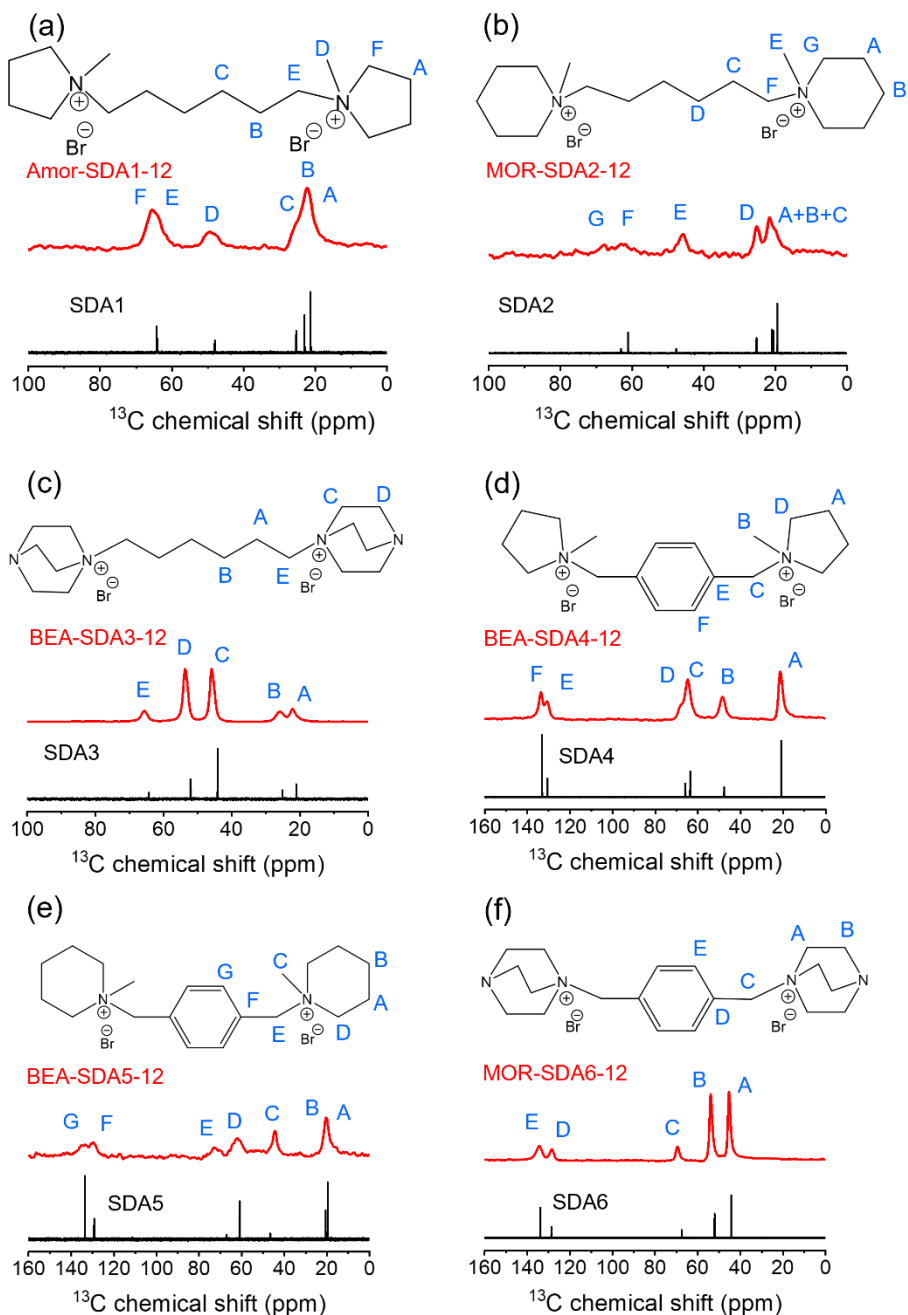 (a)
D F
C E A
N N
⊕ ⊕
Br⊖ B Br⊖
Amor-SDA1-12
B
F E D C A
SDA1
100 80 60 40 20 0
¹³C chemical shift (ppm)
(b)
E G A
C
N F N B
⊕ D ⊕
Br⊖ Br⊖
MOR-SDA2-12
G F E D A+B+C
SDA2
100 80 60 40 20 0
¹³C chemical shift (ppm)
(c)
C D
A
N N N N
⊕ B E ⊕
Br⊖ Br⊖
BEA-SDA3-12
D C
E B A
SDA3
100 80 60 40 20 0
¹³C chemical shift (ppm)
(d)
D A
B
N N
⊕ E C ⊕
Br⊖ F Br⊖
BEA-SDA4-12
F E D C B A
SDA4
160 140 120 100 80 60 40 20 0
¹³C chemical shift (ppm)
(e)
G C B
N F N A
⊕ E ⊕ D
Br⊖ Br⊖
BEA-SDA5-12
G F E D C B A
SDA5
160 140 120 100 80 60 40 20 0
¹³C chemical shift (ppm)
(f)
E A B
C
N N N N
⊕ D ⊕
Br⊖ Br⊖
MOR-SDA6-12
B A
E D C
SDA6
160 140 120 100 80 60 40 20 0
¹³C chemical shift (ppm)